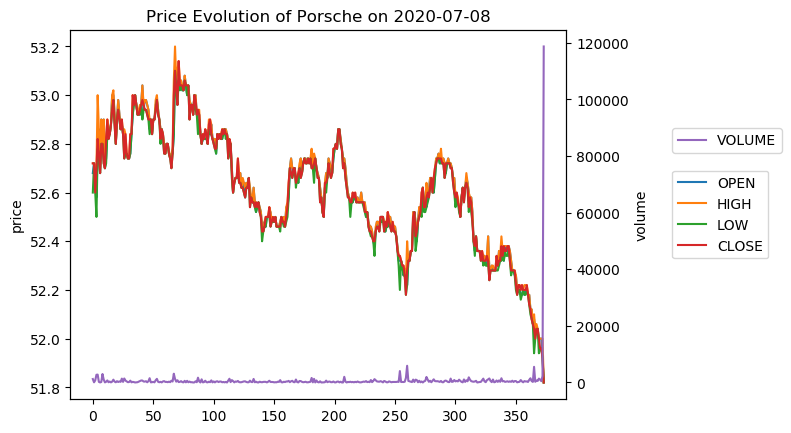 Price Evolution of Porsche on 2020-07-08
price
53.2
53.0
52.8
52.6
52.4
52.2
52.0
51.8
0
50
100
150
200
250
300
350
120000
100000
80000
60000
40000
20000
0
volume
VOLUME
OPEN
HIGH
LOW
CLOSE